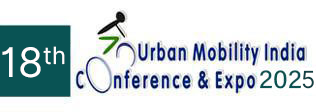 18th
Urban Mobility India
Conference & Expo 2025